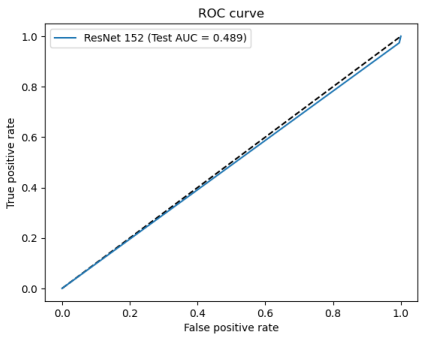 ROC curve
ResNet 152 (Test AUC = 0.489)
1.0
0.8
0.6
0.4
0.2
0.0
True positive rate
0.0 0.2 0.4 0.6 0.8 1.0
False positive rate